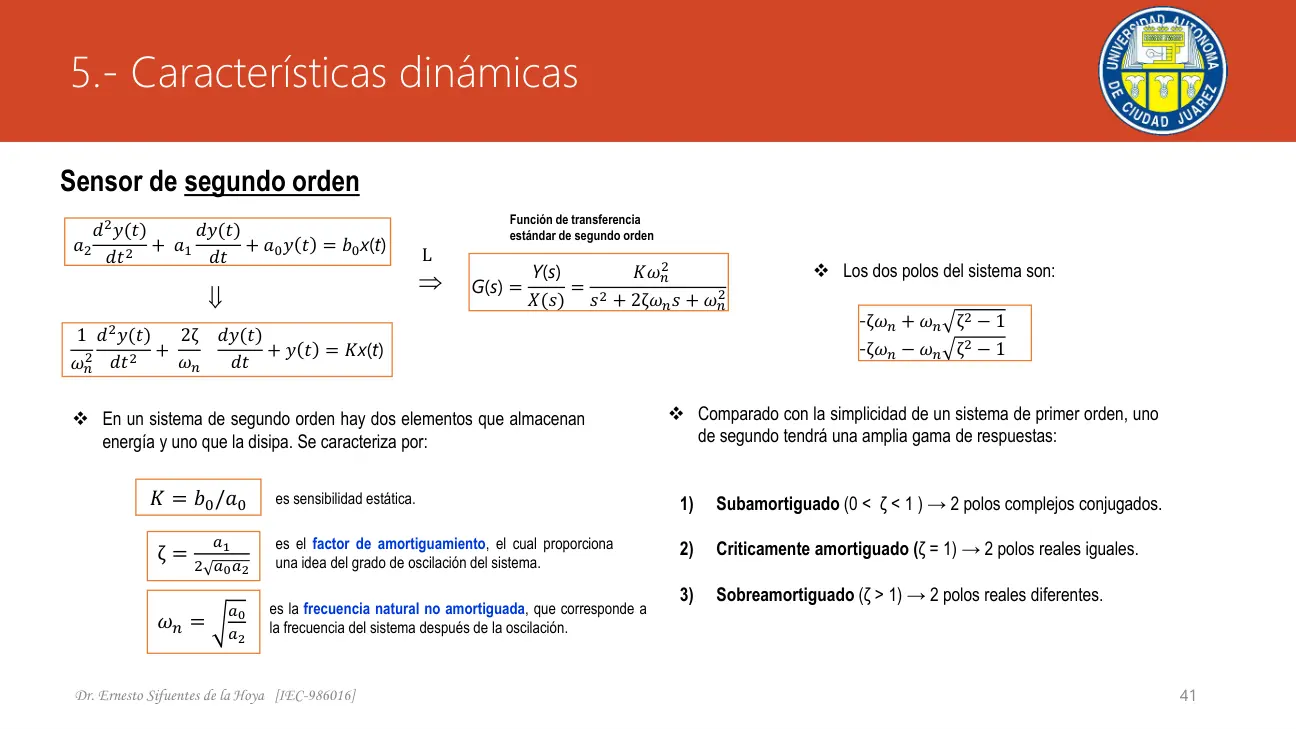 5.- Características dinámicas
UNIVERSIDAD AUTONOMA
DE CIUDAD JUAREZ
Sensor de segundo orden
a₂ d²y(t)/dt² + a₁ dy(t)/dt + a₀y(t) = b₀x(t)
⇓
1/ωₙ² d²y(t)/dt² + 2ζ/ωₙ dy(t)/dt + y(t) = Kx(t)
L
⇒
Función de transferencia
estándar de segundo orden
G(s) = Y(s)/X(s) = Kωₙ²/(s² + 2ζωₙs + ωₙ²)
❖ Los dos polos del sistema son:
-ζωₙ + ωₙ√(ζ² − 1)
-ζωₙ − ωₙ√(ζ² − 1)
❖ En un sistema de segundo orden hay dos elementos que almacenan
energía y uno que la disipa. Se caracteriza por:
K = b₀/a₀ es sensibilidad estática.
ζ = a₁/(2√(a₀a₂)) es el factor de amortiguamiento, el cual proporciona
una idea del grado de oscilación del sistema.
ωₙ = √(a₀/a₂) es la frecuencia natural no amortiguada, que corresponde a
la frecuencia del sistema después de la oscilación.
❖ Comparado con la simplicidad de un sistema de primer orden, uno
de segundo tendrá una amplia gama de respuestas:
1) Subamortiguado (0 < ζ < 1 ) → 2 polos complejos conjugados.
2) Criticamente amortiguado (ζ = 1) → 2 polos reales iguales.
3) Sobreamortiguado (ζ > 1) → 2 polos reales diferentes.
Dr. Ernesto Sifuentes de la Hoya [IEC-986016]
41